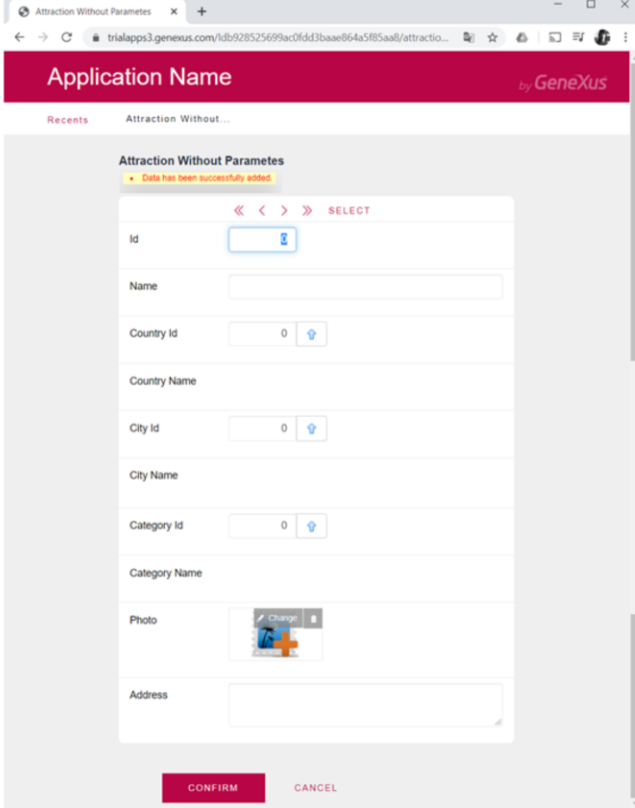 Attraction Without Parametes
trialapps3.genexus.com/Idb928525699ac0fdd3baae864a5f85aa8/attractio...
Application Name
by GeneXus
Recents
Attraction Without...
Attraction Without Parametes
Data has been successfully added.
SELECT
Id
0
Name
Country Id
0
Country Name
City Id
0
City Name
Category Id
0
Category Name
Photo
Change
Address
CONFIRM
CANCEL